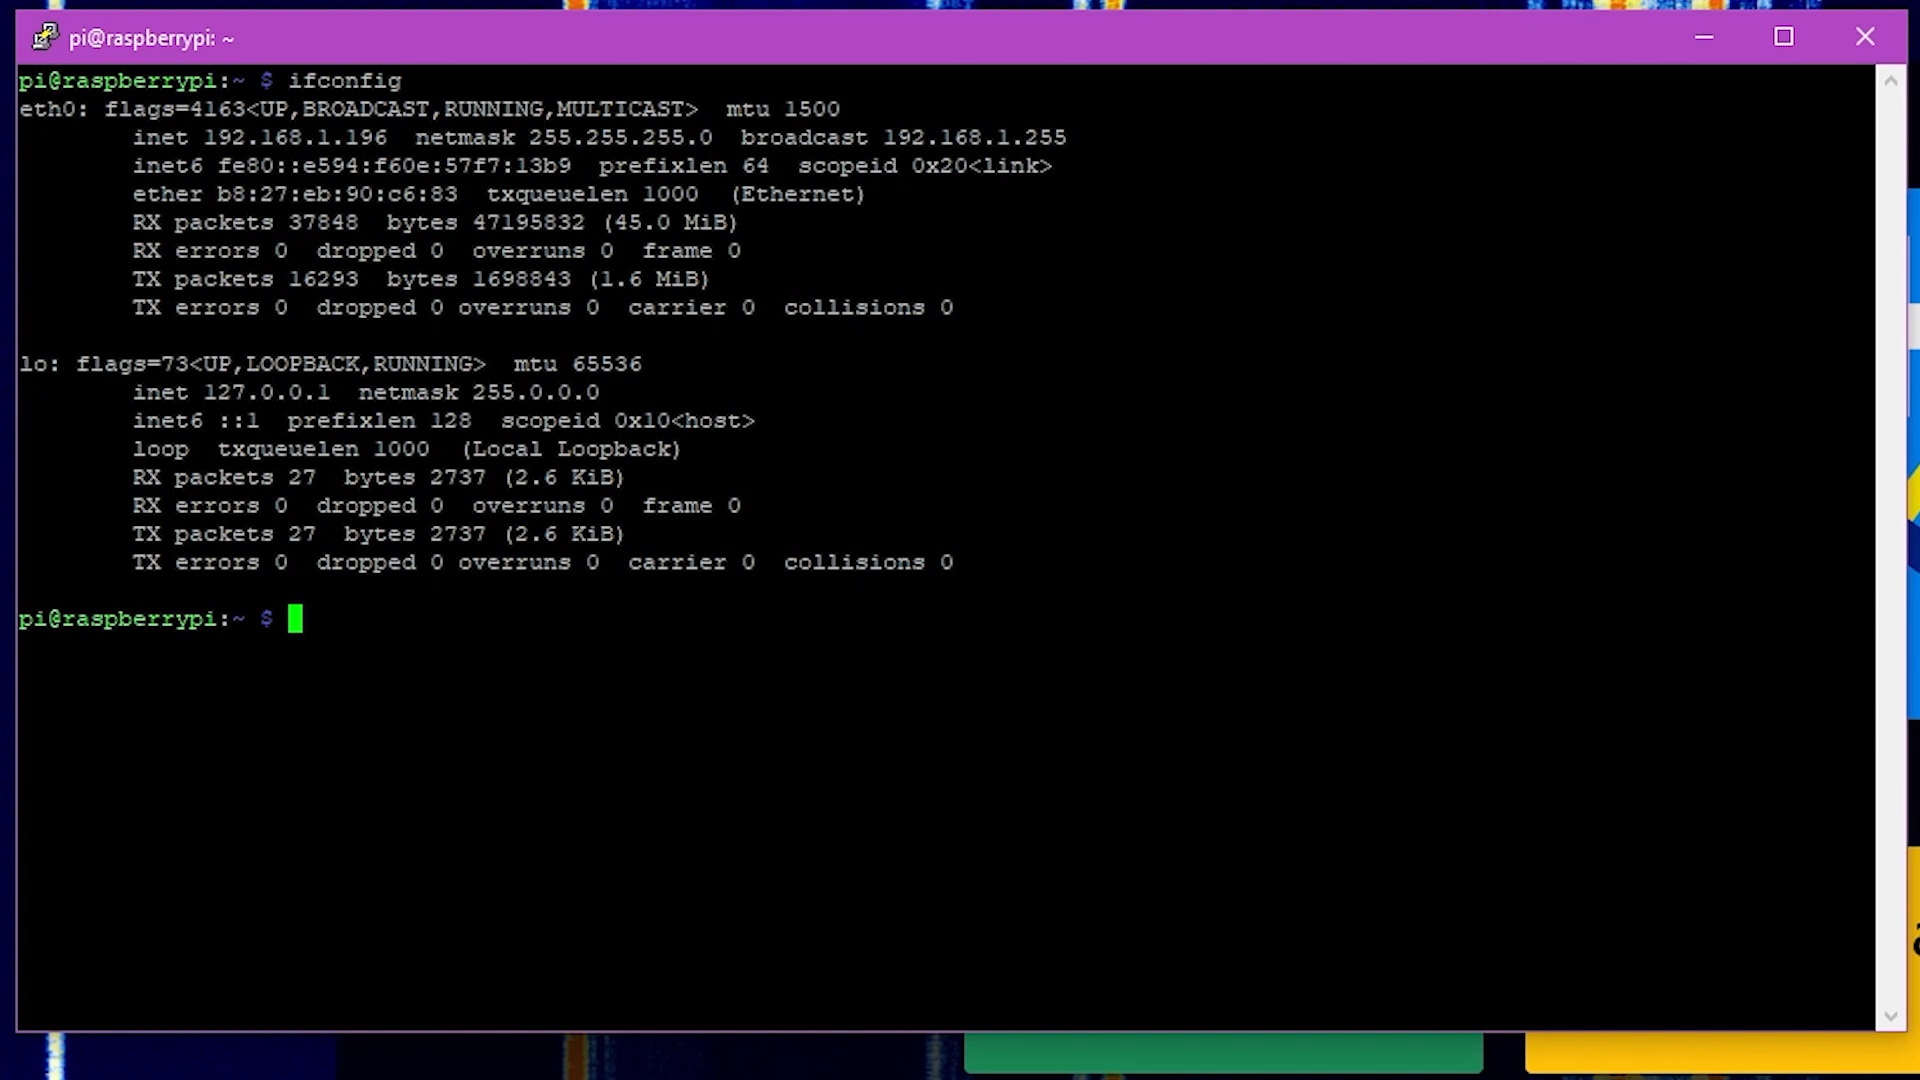 pi@raspberrypi: ~
pi@raspberrypi:~ $ ifconfig
eth0: flags=4163<UP,BROADCAST,RUNNING,MULTICAST>  mtu 1500
        inet 192.168.1.196  netmask 255.255.255.0  broadcast 192.168.1.255
        inet6 fe80::e594:f60e:57f7:13b9  prefixlen 64  scopeid 0x20<link>
        ether b8:27:eb:90:c6:83  txqueuelen 1000  (Ethernet)
        RX packets 37848  bytes 47195832 (45.0 MiB)
        RX errors 0  dropped 0  overruns 0  frame 0
        TX packets 16293  bytes 1698843 (1.6 MiB)
        TX errors 0  dropped 0 overruns 0  carrier 0  collisions 0
lo: flags=73<UP,LOOPBACK,RUNNING>  mtu 65536
        inet 127.0.0.1  netmask 255.0.0.0
        inet6 ::1  prefixlen 128  scopeid 0x10<host>
        loop  txqueuelen 1000  (Local Loopback)
        RX packets 27  bytes 2737 (2.6 KiB)
        RX errors 0  dropped 0  overruns 0  frame 0
        TX packets 27  bytes 2737 (2.6 KiB)
        TX errors 0  dropped 0 overruns 0  carrier 0  collisions 0
pi@raspberrypi:~ $